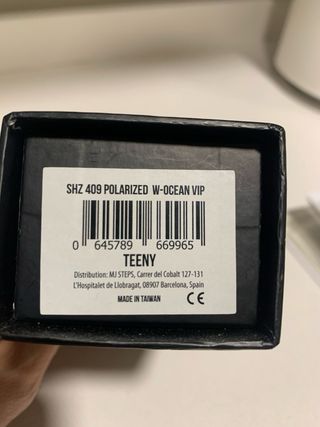 SHZ 409 POLARIZED W-OCEAN VIP
0 645789 669965
TEENY
Distribution: MJ STEPS, Carrer del Cobalt 127-131
L'Hospitalet de Llobragat, 08907 Barcelona, Spain
MADE IN TAIWAN CE